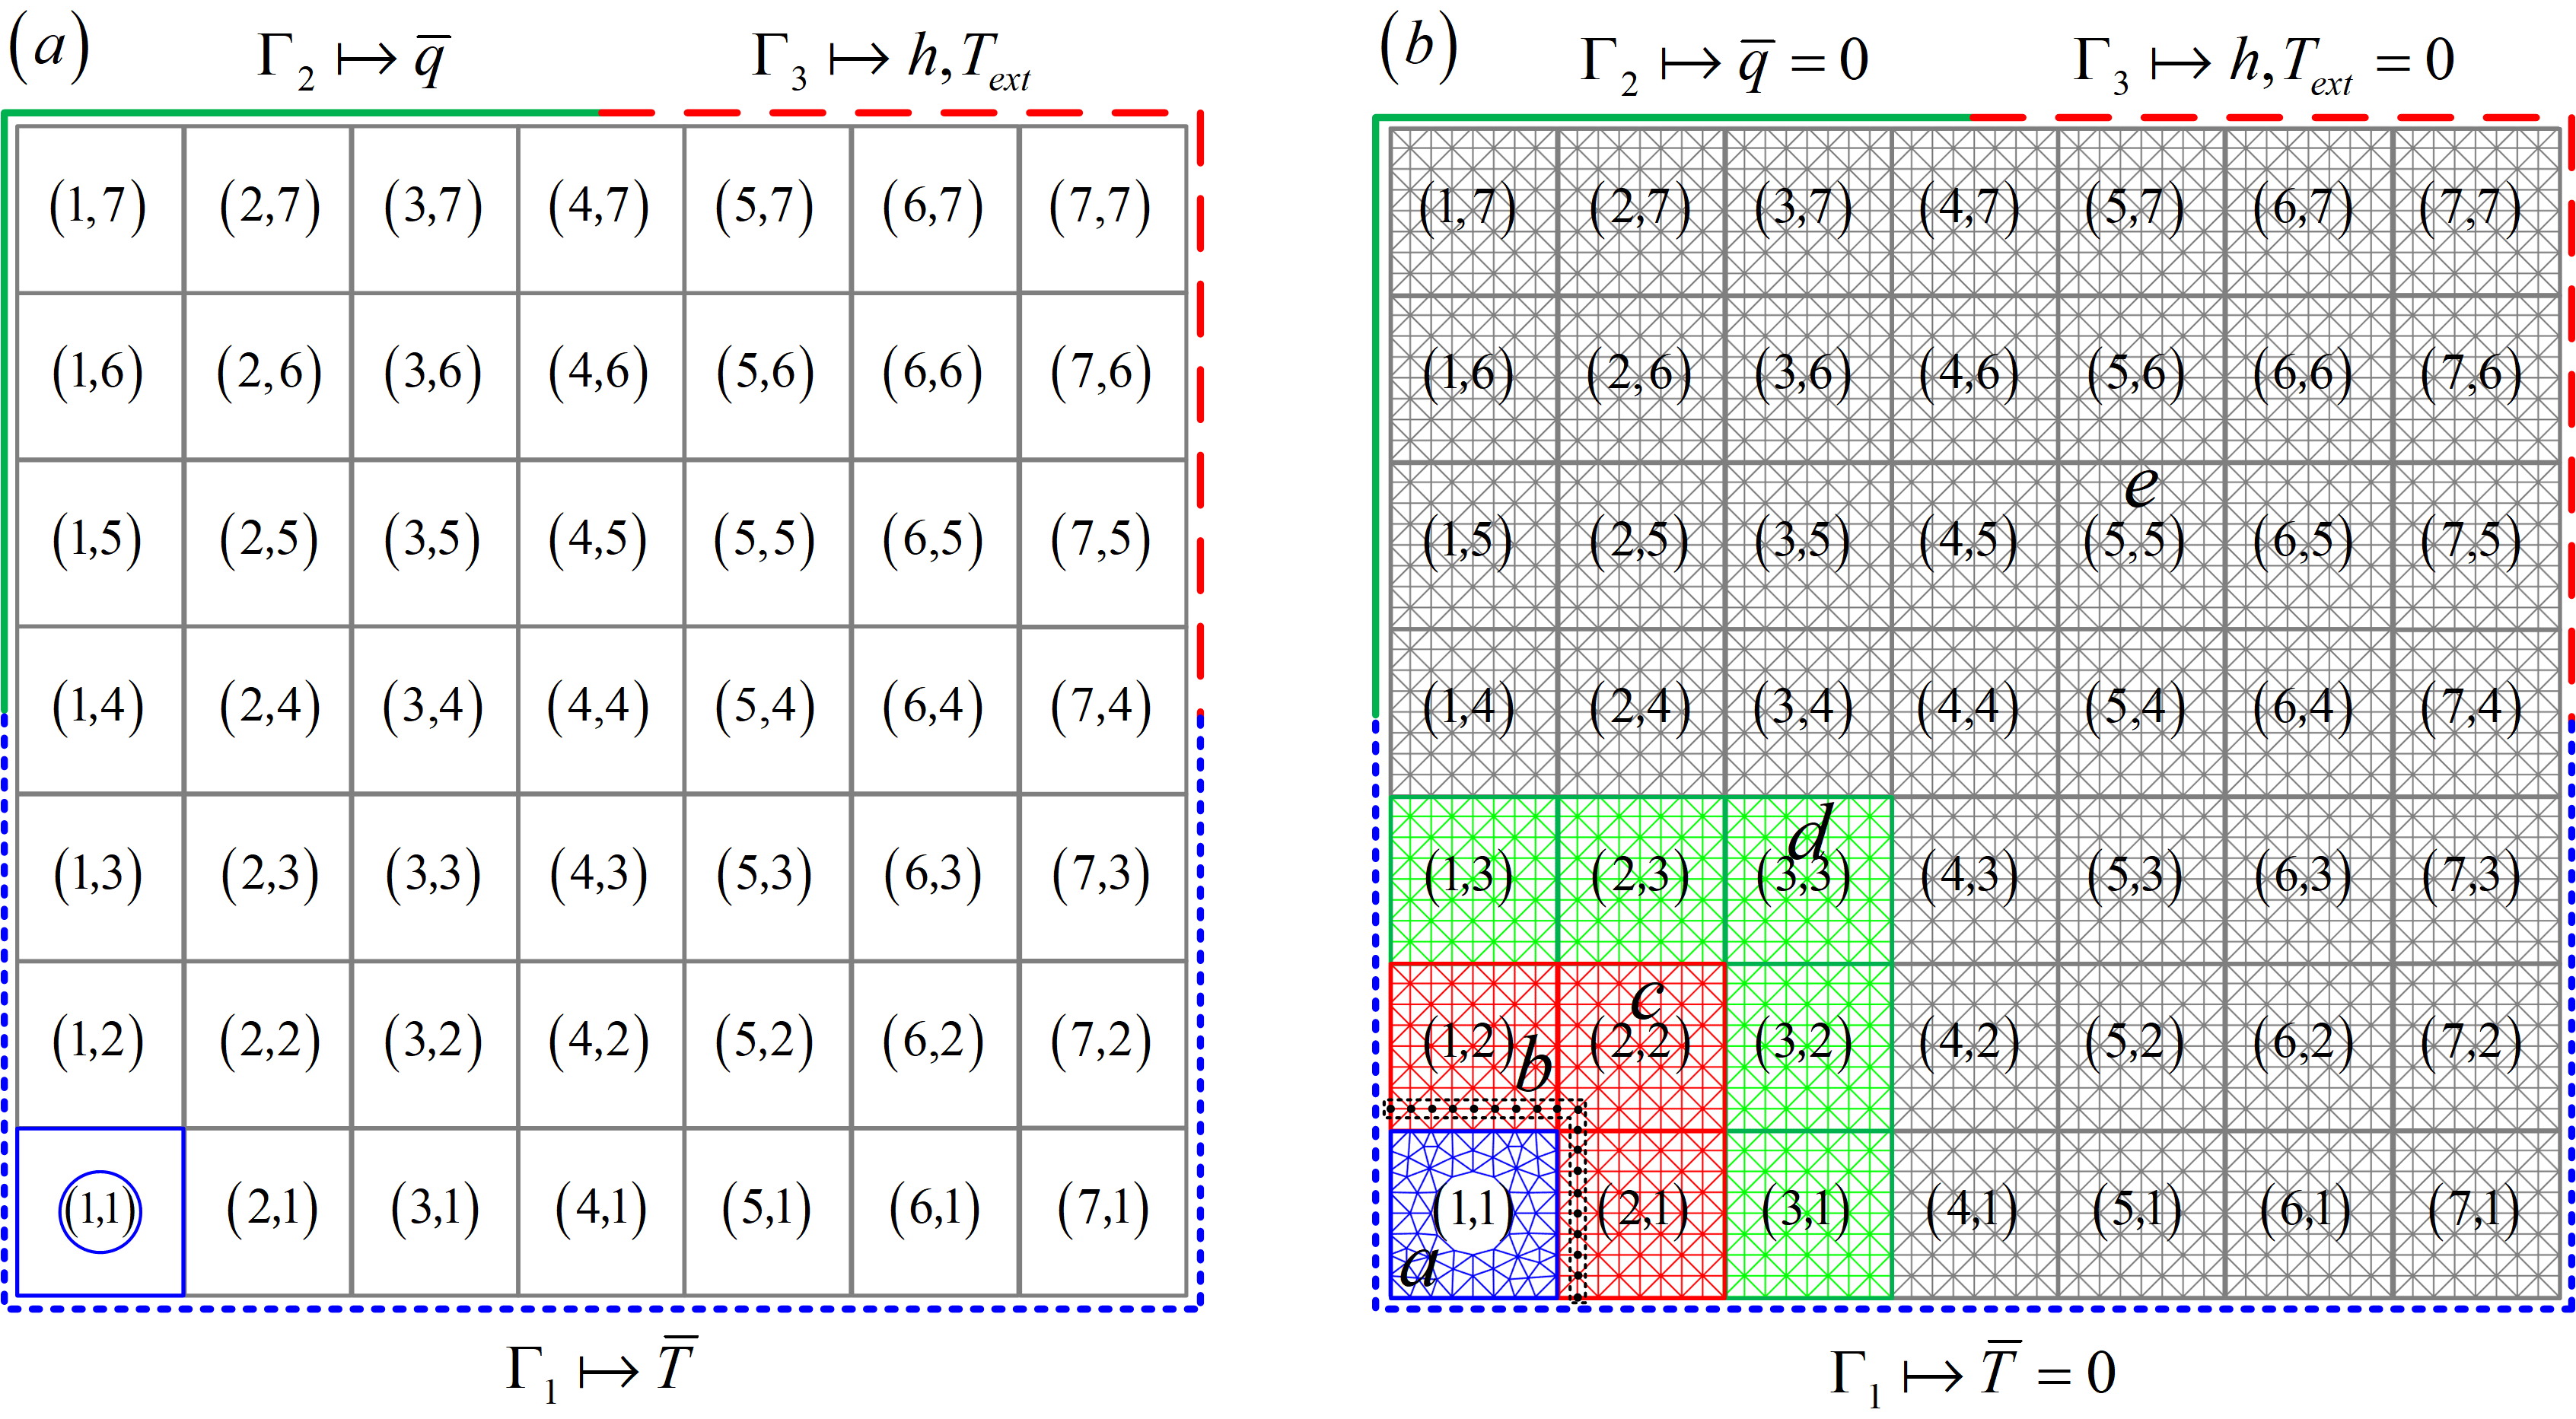 (a) Γ₂ ↦ q̅ Γ₃ ↦ h, T_ext
(1,7) (2,7) (3,7) (4,7) (5,7) (6,7) (7,7)
(1,6) (2,6) (3,6) (4,6) (5,6) (6,6) (7,6)
(1,5) (2,5) (3,5) (4,5) (5,5) (6,5) (7,5)
(1,4) (2,4) (3,4) (4,4) (5,4) (6,4) (7,4)
(1,3) (2,3) (3,3) (4,3) (5,3) (6,3) (7,3)
(1,2) (2,2) (3,2) (4,2) (5,2) (6,2) (7,2)
(1,1) (2,1) (3,1) (4,1) (5,1) (6,1) (7,1)
Γ₁ ↦ T̅
(b) Γ₂ ↦ q̅ = 0 Γ₃ ↦ h, T_ext = 0
(1,7) (2,7) (3,7) (4,7) (5,7) (6,7) (7,7)
(1,6) (2,6) (3,6) (4,6) (5,6) (6,6) (7,6)
e
(1,5) (2,5) (3,5) (4,5) (5,5) (6,5) (7,5)
(1,4) (2,4) (3,4) (4,4) (5,4) (6,4) (7,4)
d
(1,3) (2,3) (3,3) (4,3) (5,3) (6,3) (7,3)
c
(1,2) (2,2) (3,2) (4,2) (5,2) (6,2) (7,2)
b
(1,1) (2,1) (3,1) (4,1) (5,1) (6,1) (7,1)
a
Γ₁ ↦ T̅ = 0